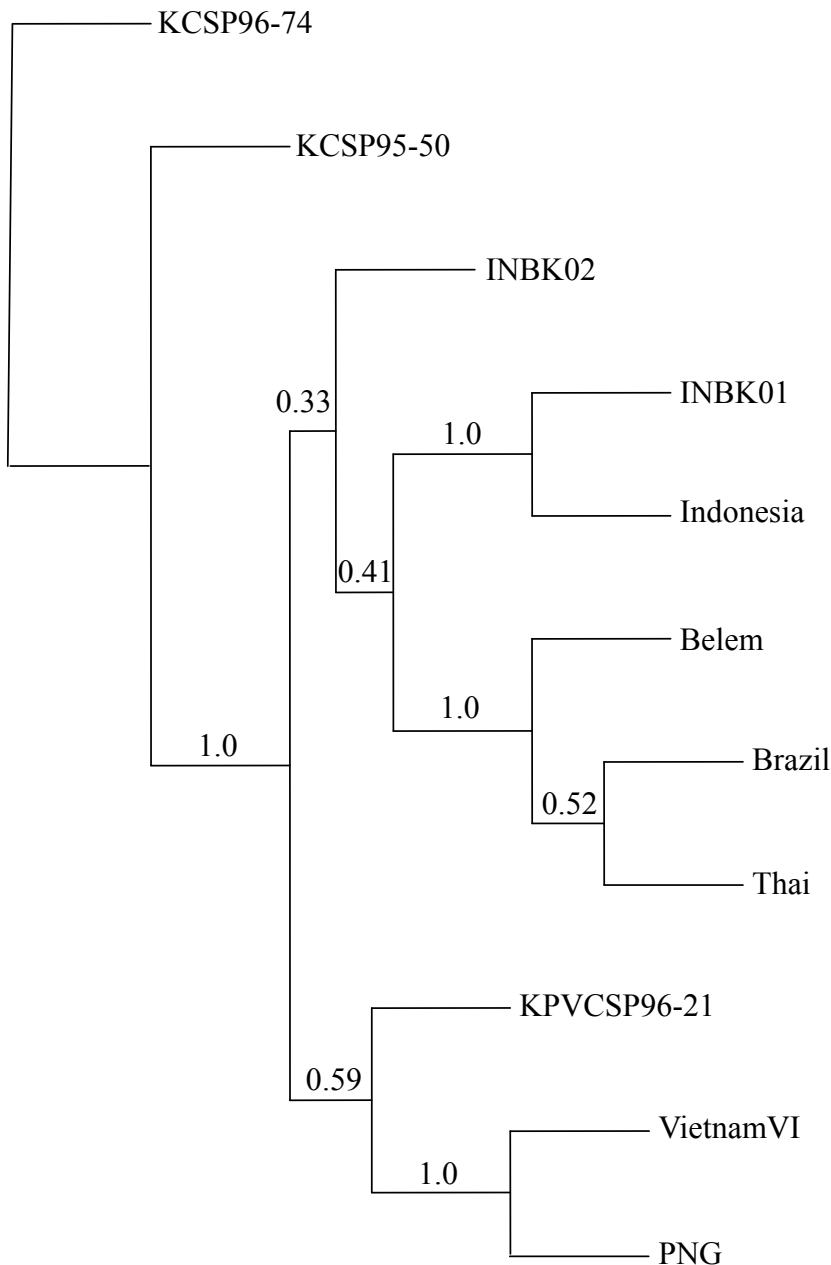 KCSP96-74
KCSP95-50
INBK02
INBK01
0.33
1.0
Indonesia
0.41
Belem
1.0
1.0
Brazil
0.52
Thai
KPVCSP96-21
0.59
VietnamVI
1.0
PNG